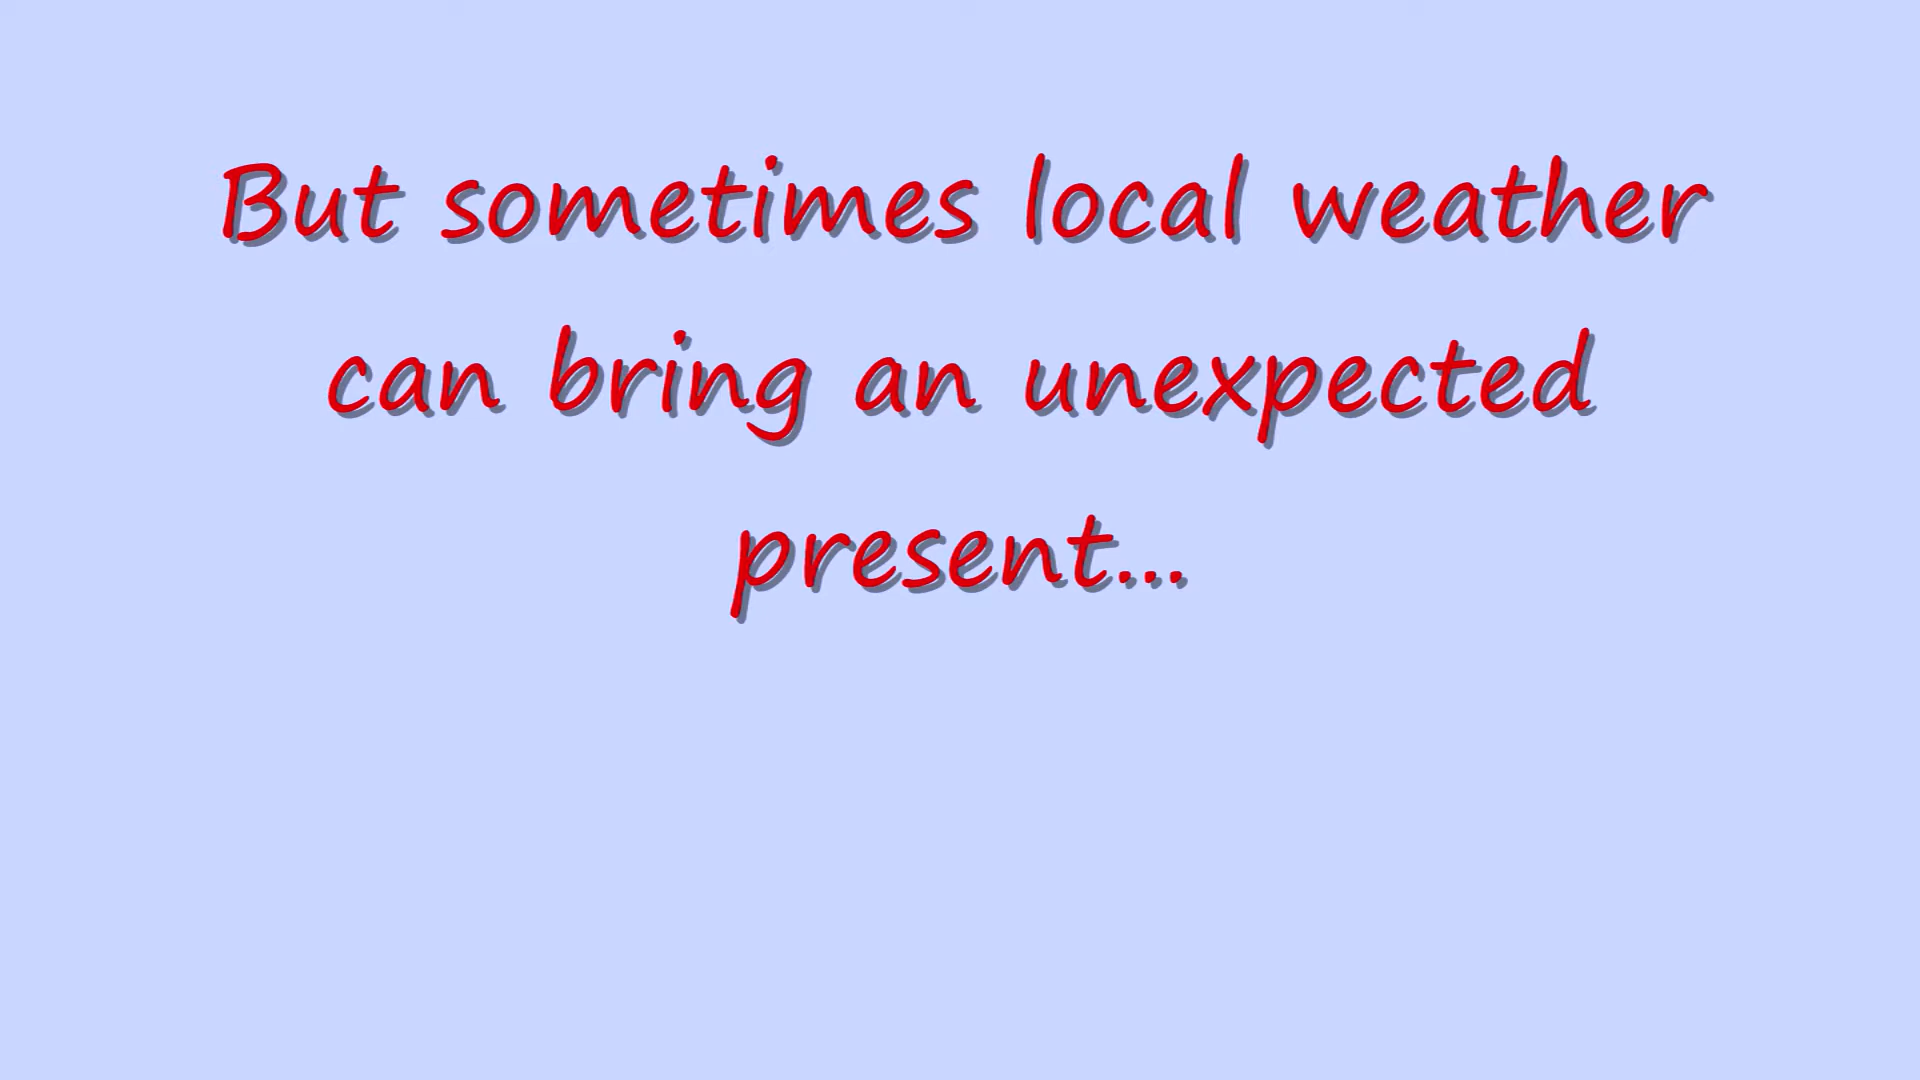 But sometimes local weather
can bring an unexpected
present...